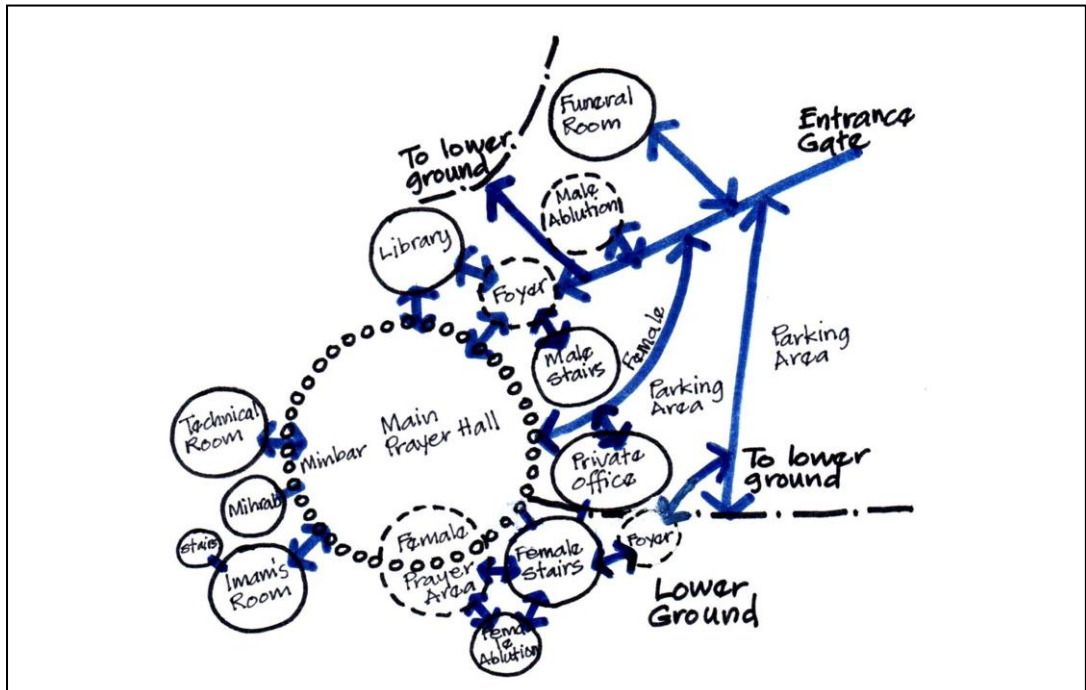 Funeral
Room
Entrance
Gate
To lower
ground
Male
Ablution
Library
Foyer
Male
Stairs
Female
Parking
Area
Parking
Area
Technical
Room
Main
Prayer Hall
Minbar
Private
Office
To lower
ground
Mihrab
Stairs
Imam's
Room
Female
Prayer
Area
Female
Stairs
Foyer
Lower
Ground
Fema
le
Ablution